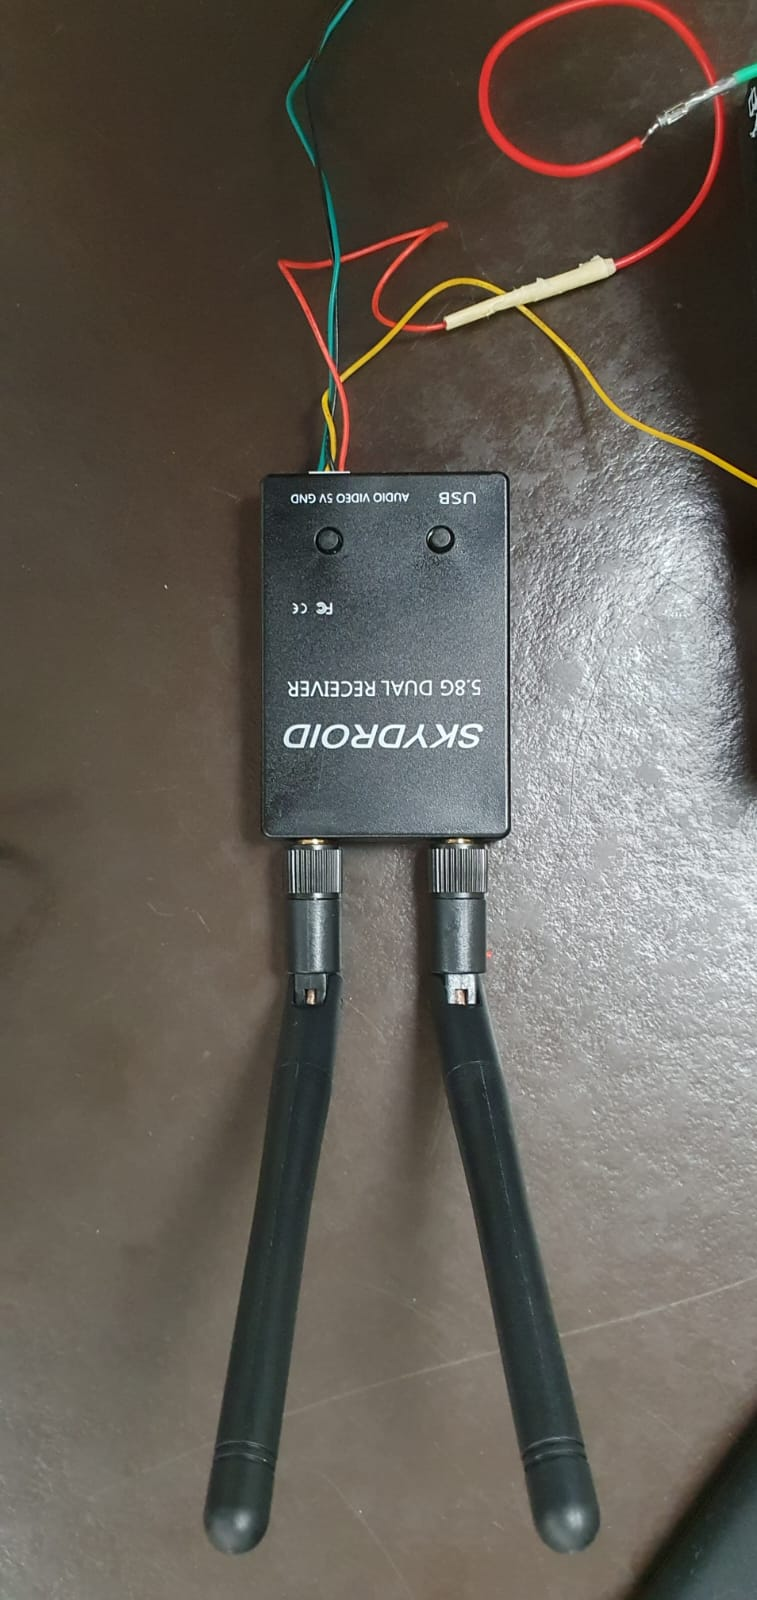 SKYDROID
5.8G DUAL RECEIVER
FC CE
USB AUDIO VIDEO 5V GND